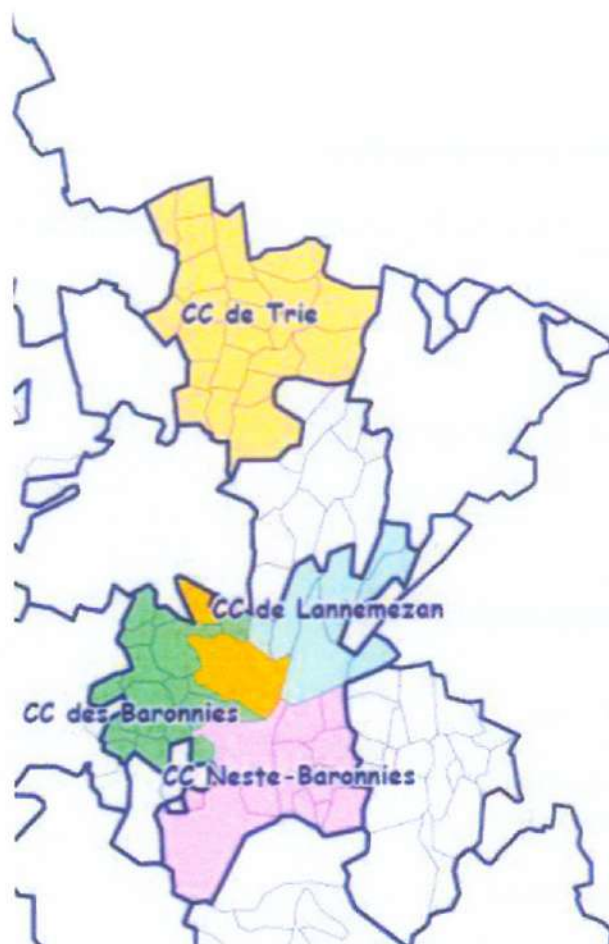 CC de Trie
CC de Lannemezan
CC des Baronnies
CC Neste-Baronnies